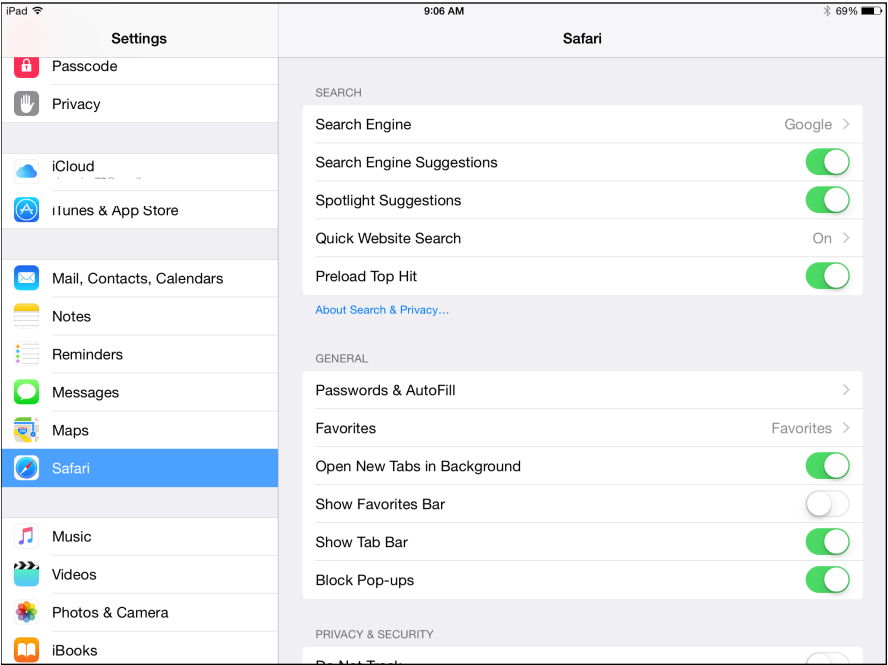 iPad
9:06 AM
69%
Settings
Safari
Passcode
Privacy
iCloud
iTunes & App Store
Mail, Contacts, Calendars
Notes
Reminders
Messages
Maps
Safari
Music
Videos
Photos & Camera
iBooks
SEARCH
Search Engine Google
Search Engine Suggestions
Spotlight Suggestions
Quick Website Search On
Preload Top Hit
About Search & Privacy...
GENERAL
Passwords & AutoFill
Favorites Favorites
Open New Tabs in Background
Show Favorites Bar
Show Tab Bar
Block Pop-ups
PRIVACY & SECURITY
Do Not Track